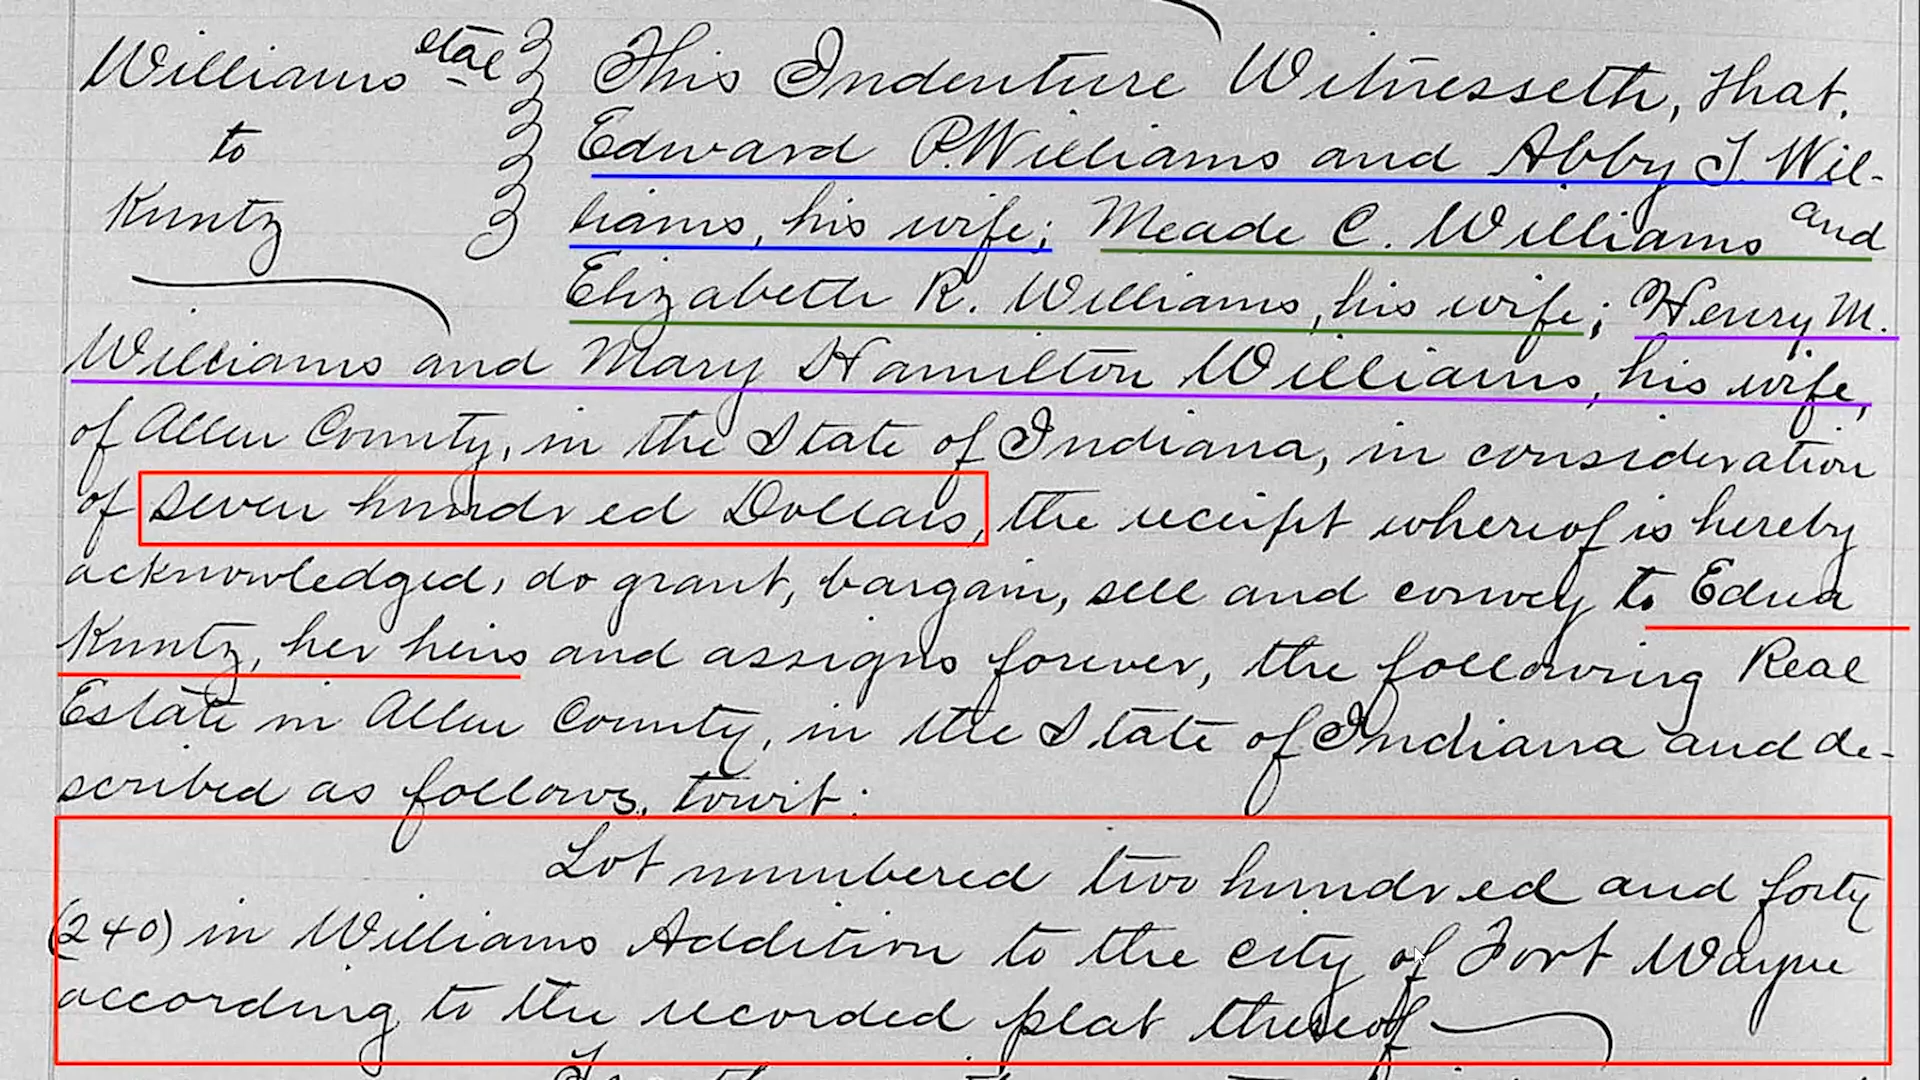 Williams etal This Indenture Witnesseth, That,
to Edward P. Williams and Abby I. Wil-
Kuntz liams, his wife; Meade C. Williams and
Elizabeth R. Williams, his wife; Henry M.
Williams and Mary Hamilton Williams, his wife,
of Allen County, in the State of Indiana, in consideration
of seven hundred Dollars, the receipt whereof is hereby
acknowledged, do grant, bargain, sell and convey to Edna
Kuntz, her heirs and assigns forever, the following Real
Estate in Allen County, in the State of Indiana and de-
scribed as follows, towit:
Lot numbered two hundred and forty
(240) in Williams Addition to the city of Fort Wayne
according to the recorded plat thereof